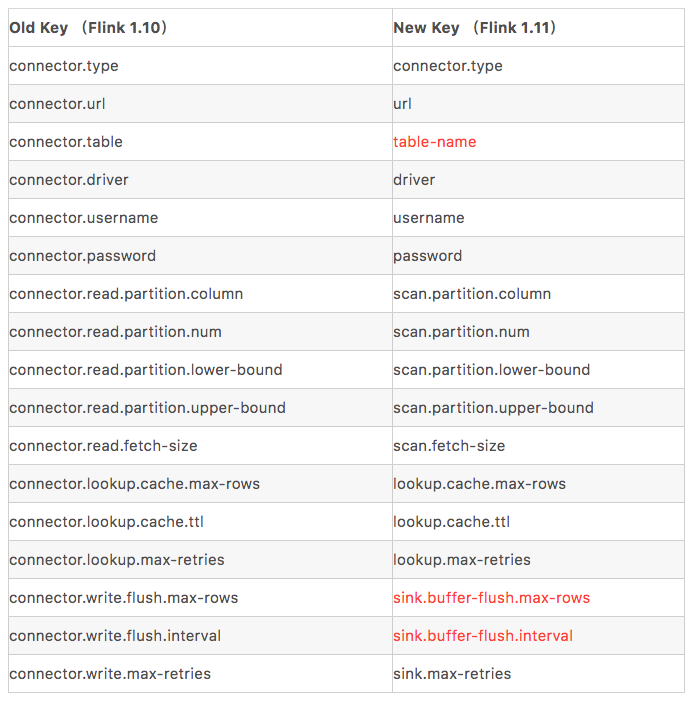 Old Key （Flink 1.10） New Key （Flink 1.11）
connector.type connector.type
connector.url url
connector.table table-name
connector.driver driver
connector.username username
connector.password password
connector.read.partition.column scan.partition.column
connector.read.partition.num scan.partition.num
connector.read.partition.lower-bound scan.partition.lower-bound
connector.read.partition.upper-bound scan.partition.upper-bound
connector.read.fetch-size scan.fetch-size
connector.lookup.cache.max-rows lookup.cache.max-rows
connector.lookup.cache.ttl lookup.cache.ttl
connector.lookup.max-retries lookup.max-retries
connector.write.flush.max-rows sink.buffer-flush.max-rows
connector.write.flush.interval sink.buffer-flush.interval
connector.write.max-retries sink.max-retries